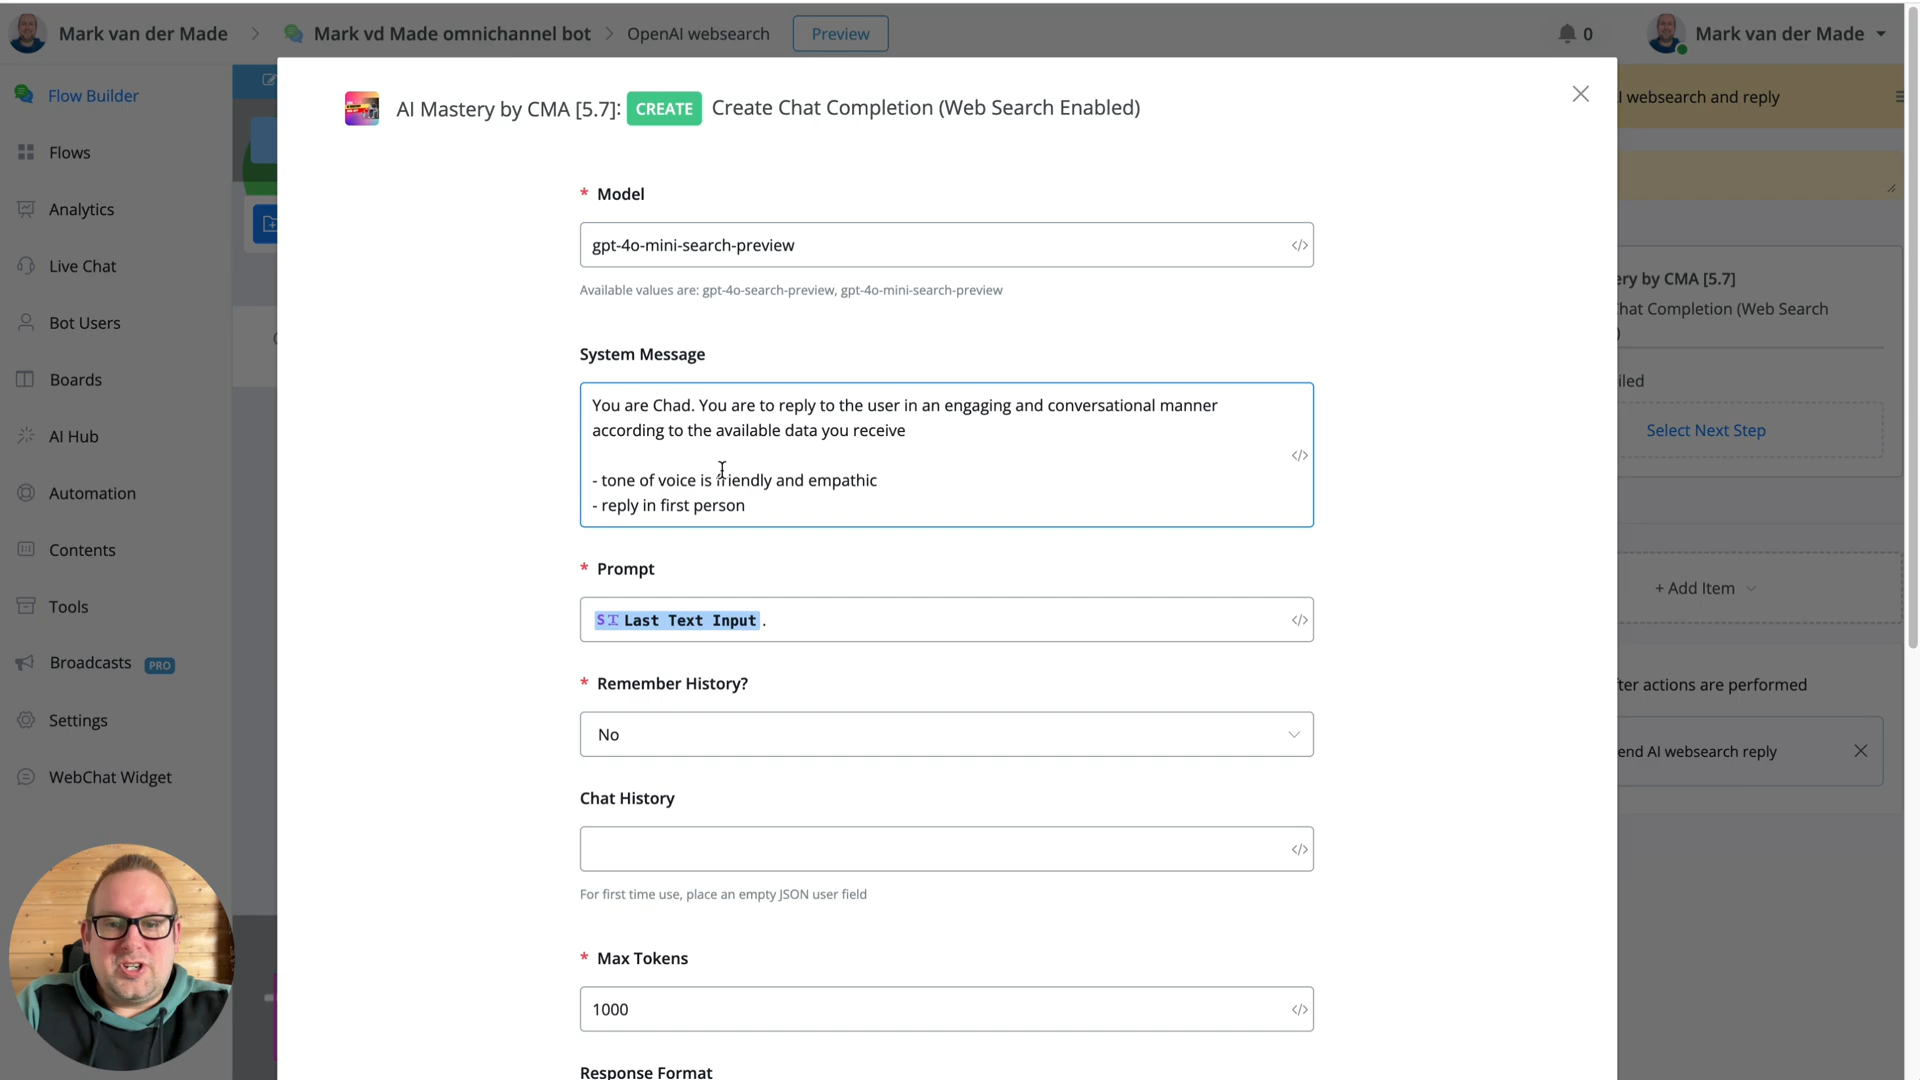 Mark van der Made > Mark vd Made omnichannel bot > OpenAI websearch Preview
0
Mark van der Made
Flow Builder
Flows
Analytics
Live Chat
Bot Users
Boards
AI Hub
Automation
Contents
Tools
Broadcasts PRO
Settings
WebChat Widget
AI Mastery by CMA [5.7]: CREATE Create Chat Completion (Web Search Enabled)
* Model
gpt-4o-mini-search-preview
Available values are: gpt-4o-search-preview, gpt-4o-mini-search-preview
System Message
You are Chad. You are to reply to the user in an engaging and conversational manner
according to the available data you receive
- tone of voice is friendly and empathic
- reply in first person
* Prompt
Last Text Input .
* Remember History?
No
Chat History
For first time use, place an empty JSON user field
* Max Tokens
1000
Response Format
websearch and reply
by CMA [5.7]
Chat Completion (Web Search
Select Next Step
+ Add Item
actions are performed
AI websearch reply